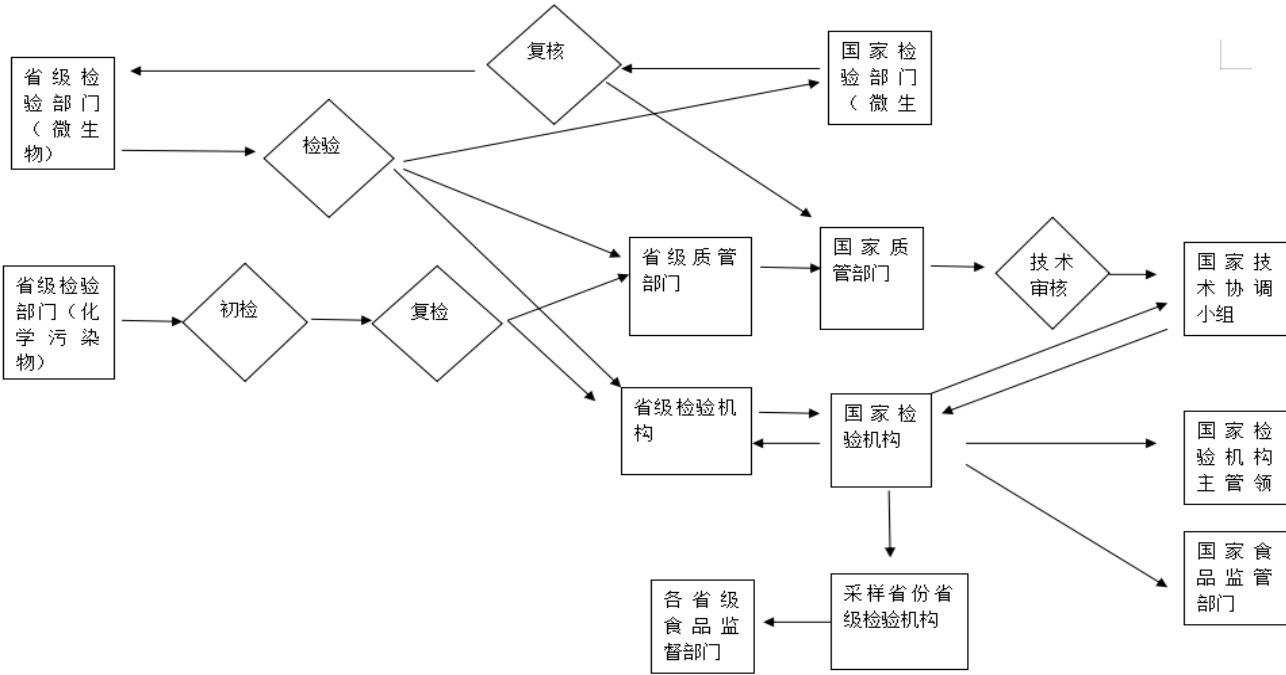 复核
国家检
验部门
（微生
省级检
验部门
（微生
物）
检验
省级质管
部门
国家质
管部门
技术
审核
国家技
术协调
小组
省级检验
部门（化
学污染
物）
初检
复检
省级检验机
构
国家检
验机构
国家检
验机构
主管领
国家食
品监管
部门
各省级
食品监
督部门
采样省份省
级检验机构